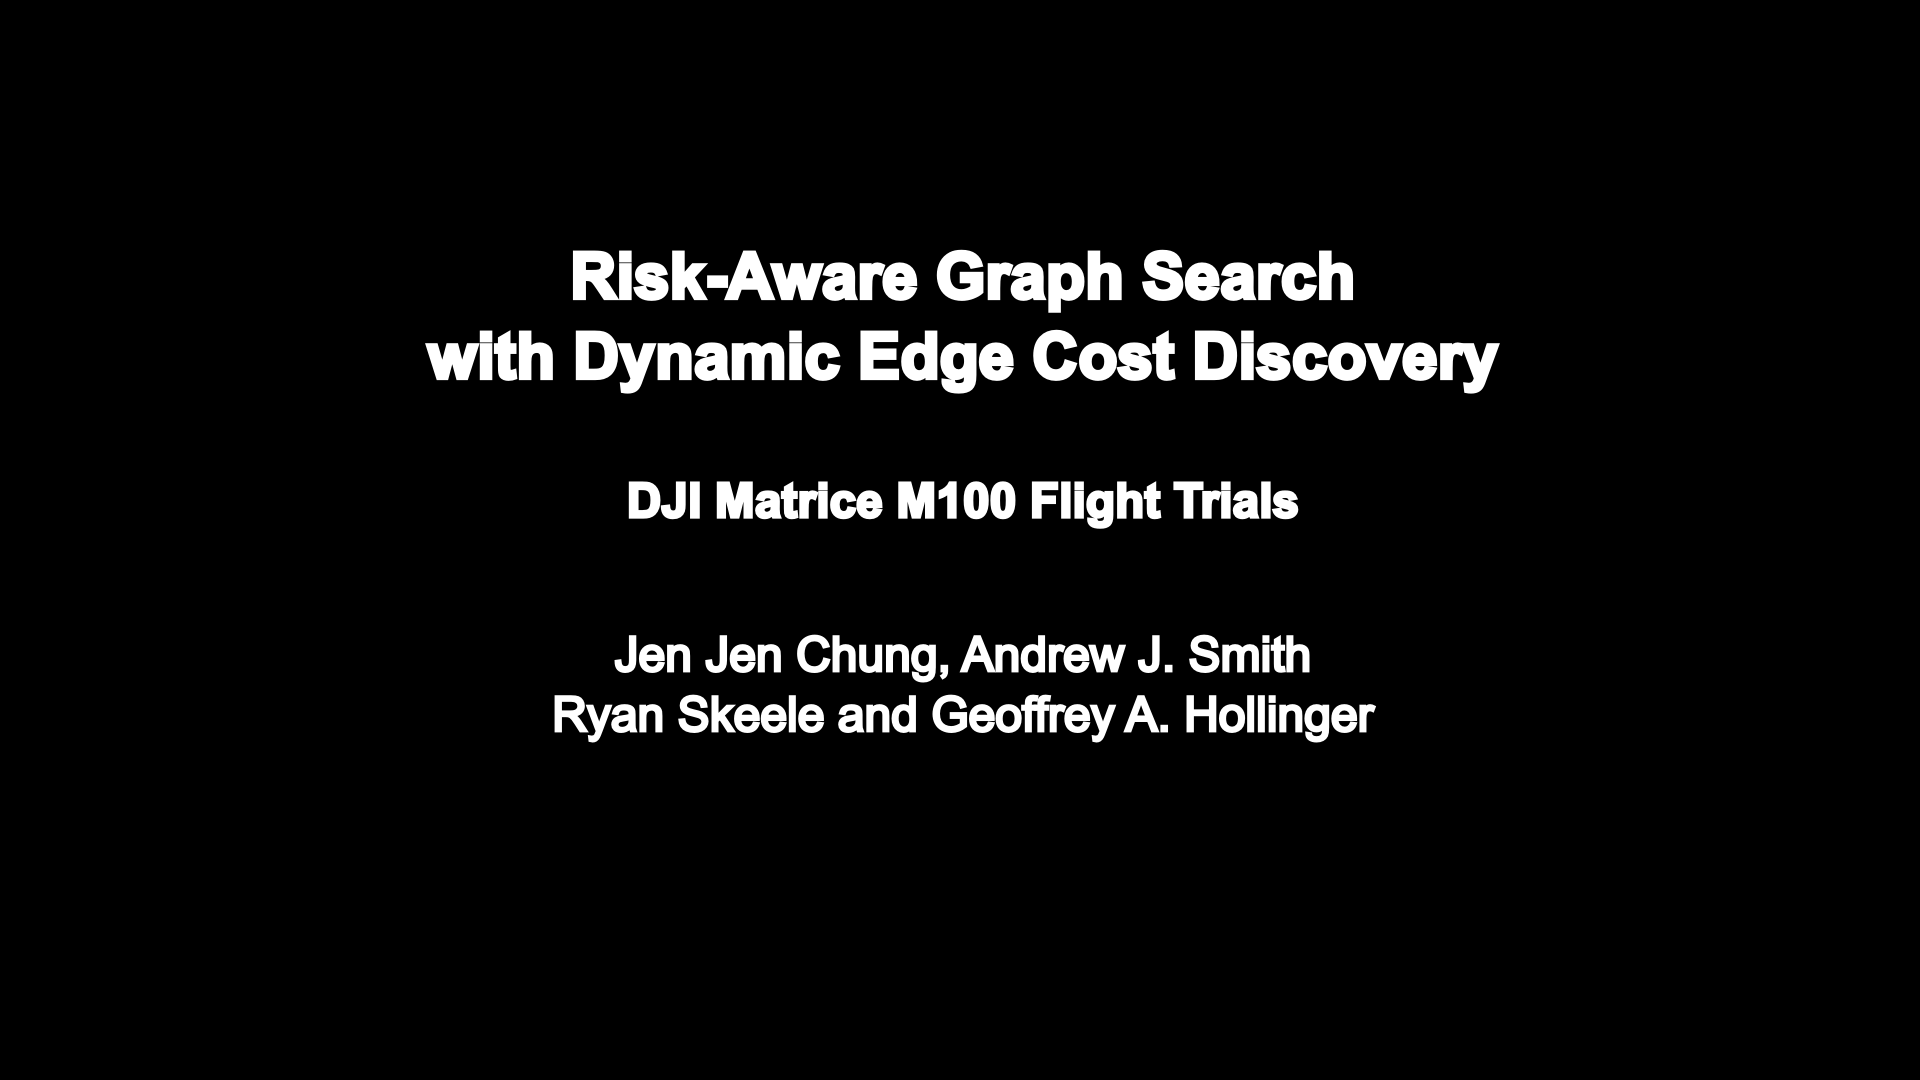 Risk-Aware Graph Search
with Dynamic Edge Cost Discovery
DJI Matrice M100 Flight Trials
Jen Jen Chung, Andrew J. Smith
Ryan Skeele and Geoffrey A. Hollinger